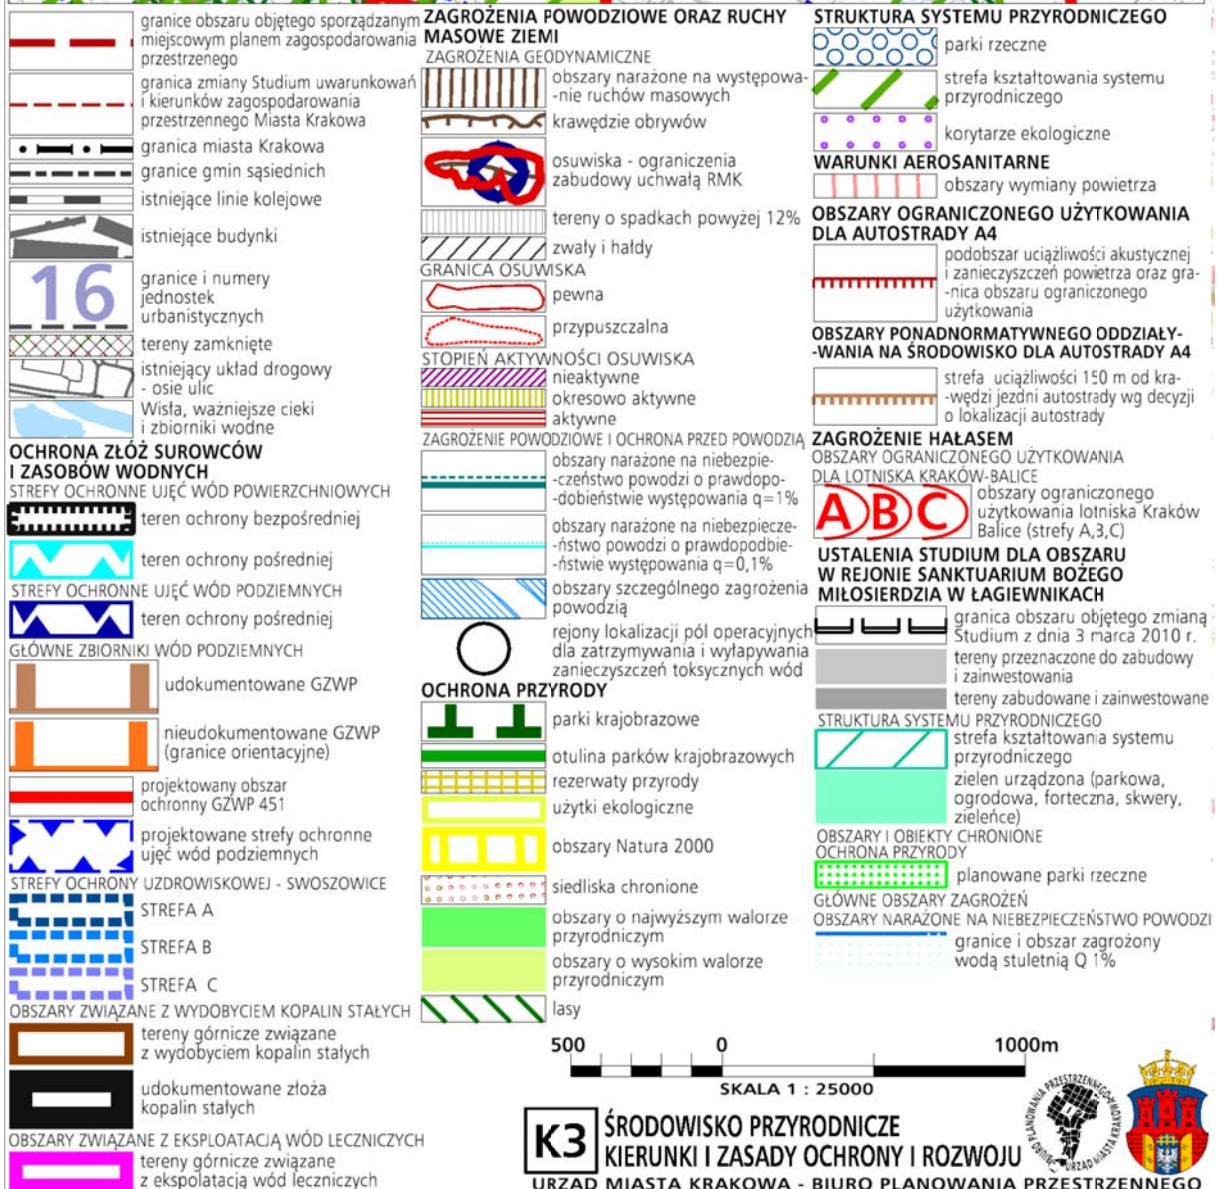 granice obszaru objętego sporządzanym
miejscowym planem zagospodarowania
przestrzenego
granica zmiany Studium uwarunkowań
i kierunków zagospodarowania
przestrzennego Miasta Krakowa
granica miasta Krakowa
granice gmin sąsiednich
istniejące linie kolejowe
istniejące budynki
16
granice i numery
jednostek
urbanistycznych
tereny zamknięte
istniejący układ drogowy
- osie ulic
Wisła, ważniejsze cieki
i zbiorniki wodne
OCHRONA ZŁÓŻ SUROWCÓW
I ZASOBÓW WODNYCH
STREFY OCHRONNE UJĘĆ WÓD POWIERZCHNIOWYCH
teren ochrony bezpośredniej
teren ochrony pośredniej
STREFY OCHRONNE UJĘĆ WÓD PODZIEMNYCH
teren ochrony pośredniej
GŁÓWNE ZBIORNIKI WÓD PODZIEMNYCH
udokumentowane GZWP
nieudokumentowane GZWP
(granice orientacyjne)
projektowany obszar
ochronny GZWP 451
projektowane strefy ochronne
ujęć wód podziemnych
STREFY OCHRONY UZDROWISKOWEJ - SWOSZOWICE
STREFA A
STREFA B
STREFA C
OBSZARY ZWIĄZANE Z WYDOBYCIEM KOPALIN STAŁYCH
tereny górnicze związane
z wydobyciem kopalin stałych
udokumentowane złoża
kopalin stałych
OBSZARY ZWIĄZANE Z EKSPLOATACJĄ WÓD LECZNICZYCH
tereny górnicze związane
z ekspolatacją wód leczniczych
ZAGROŻENIA POWODZIOWE ORAZ RUCHY
MASOWE ZIEMI
ZAGROŻENIA GEODYNAMICZNE
obszary narażone na występowa-
-nie ruchów masowych
krawędzie obrywów
osuwiska - ograniczenia
zabudowy uchwałą RMK
tereny o spadkach powyżej 12%
zwały i hałdy
GRANICA OSUWISKA
pewna
przypuszczalna
STOPIEŃ AKTYWNOŚCI OSUWISKA
nieaktywne
okresowo aktywne
aktywne
ZAGROŻENIE POWODZIOWE I OCHRONA PRZED POWODZIĄ
obszary narażone na niebezpie-
-czeństwo powodzi o prawdopo-
-dobieństwie występowania q=1%
obszary narażone na niebezpiecze-
-ństwo powodzi o prawdopodbie-
-ństwie występowania q=0,1%
obszary szczególnego zagrożenia
powodzią
rejony lokalizacji pól operacyjnych
dla zatrzymywania i wyłapywania
zanieczyszczeń toksycznych wód
OCHRONA PRZYRODY
parki krajobrazowe
otulina parków krajobrazowych
rezerwaty przyrody
użytki ekologiczne
obszary Natura 2000
siedliska chronione
obszary o najwyższym walorze
przyrodniczym
obszary o wysokim walorze
przyrodniczym
lasy
STRUKTURA SYSTEMU PRZYRODNICZEGO
parki rzeczne
strefa kształtowania systemu
przyrodniczego
korytarze ekologiczne
WARUNKI AEROSANITARNE
obszary wymiany powietrza
OBSZARY OGRANICZONEGO UŻYTKOWANIA
DLA AUTOSTRADY A4
podobszar uciążliwości akustycznej
i zanieczyszczeń powietrza oraz gra-
-nica obszaru ograniczonego
użytkowania
OBSZARY PONADNORMATYWNEGO ODDZIAŁY-
-WANIA NA ŚRODOWISKO DLA AUTOSTRADY A4
strefa uciążliwości 150 m od kra-
-wędzi jezdni autostrady wg decyzji
o lokalizacji autostrady
ZAGROŻENIE HAŁASEM
OBSZARY OGRANICZONEGO UŻYTKOWANIA
DLA LOTNISKA KRAKÓW-BALICE
A B C
obszary ograniczonego
użytkowania lotniska Kraków
Balice (strefy A,B,C)
USTALENIA STUDIUM DLA OBSZARU
W REJONIE SANKTUARIUM BOŻEGO
MIŁOSIERDZIA W ŁAGIEWNIKACH
granica obszaru objętego zmianą
Studium z dnia 3 marca 2010 r.
tereny przeznaczone do zabudowy
i zainwestowania
tereny zabudowane i zainwestowane
STRUKTURA SYSTEMU PRZYRODNICZEGO
strefa kształtowania systemu
przyrodniczego
zielen urządzona (parkowa,
ogrodowa, forteczna, skwery,
zieleńce)
OBSZARY I OBIEKTY CHRONIONE
OCHRONA PRZYRODY
planowane parki rzeczne
GŁÓWNE OBSZARY ZAGROŻEŃ
OBSZARY NARAŻONE NA NIEBEZPIECZEŃSTWO POWODZI
granice i obszar zagrożony
wodą stuletnią Q 1%
500 0 1000m
SKALA 1 : 25000
K3
ŚRODOWISKO PRZYRODNICZE
KIERUNKI I ZASADY OCHRONY I ROZWOJU
BIURO PLANOWANIA PRZESTRZENNEGO
URZĄD MIASTA KRAKOWA
URZĄD MIASTA KRAKOWA - BIURO PLANOWANIA PRZESTRZENNEGO